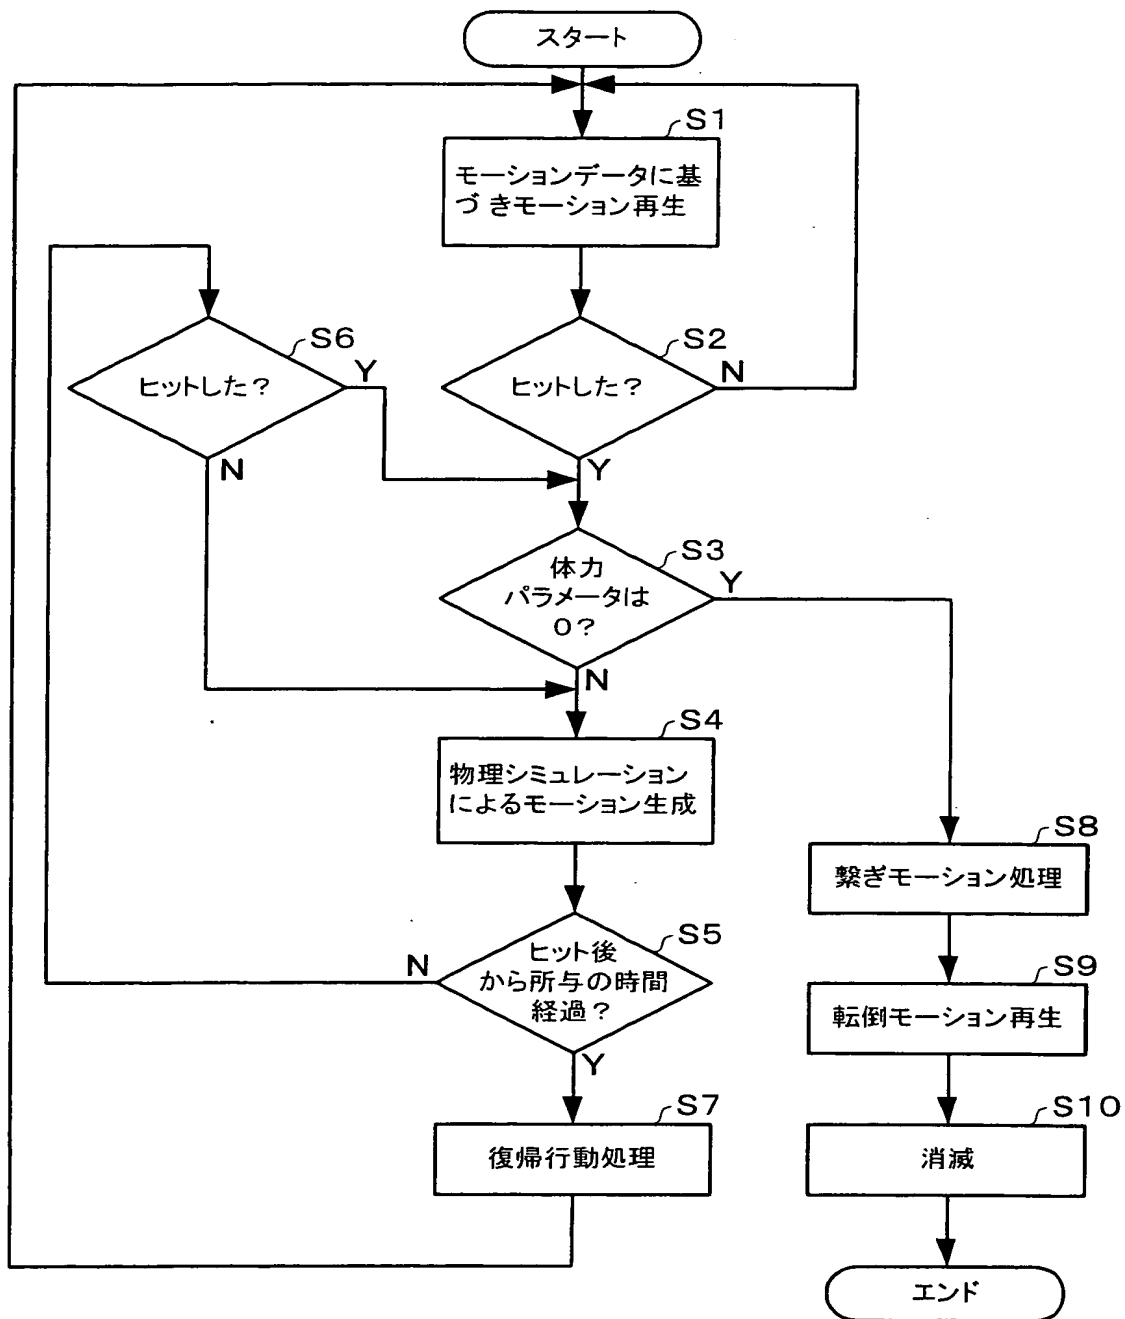 スタート
S1
モーションデータに基
づきモーション再生
S6
ヒットした?
Y
N
S2
ヒットした?
N
Y
S3
体力
パラメータは
0?
Y
N
S4
物理シミュレーション
によるモーション生成
S5
ヒット後
から所与の時間
経過?
N
Y
S7
復帰行動処理
S8
繋ぎモーション処理
S9
転倒モーション再生
S10
消滅
エンド